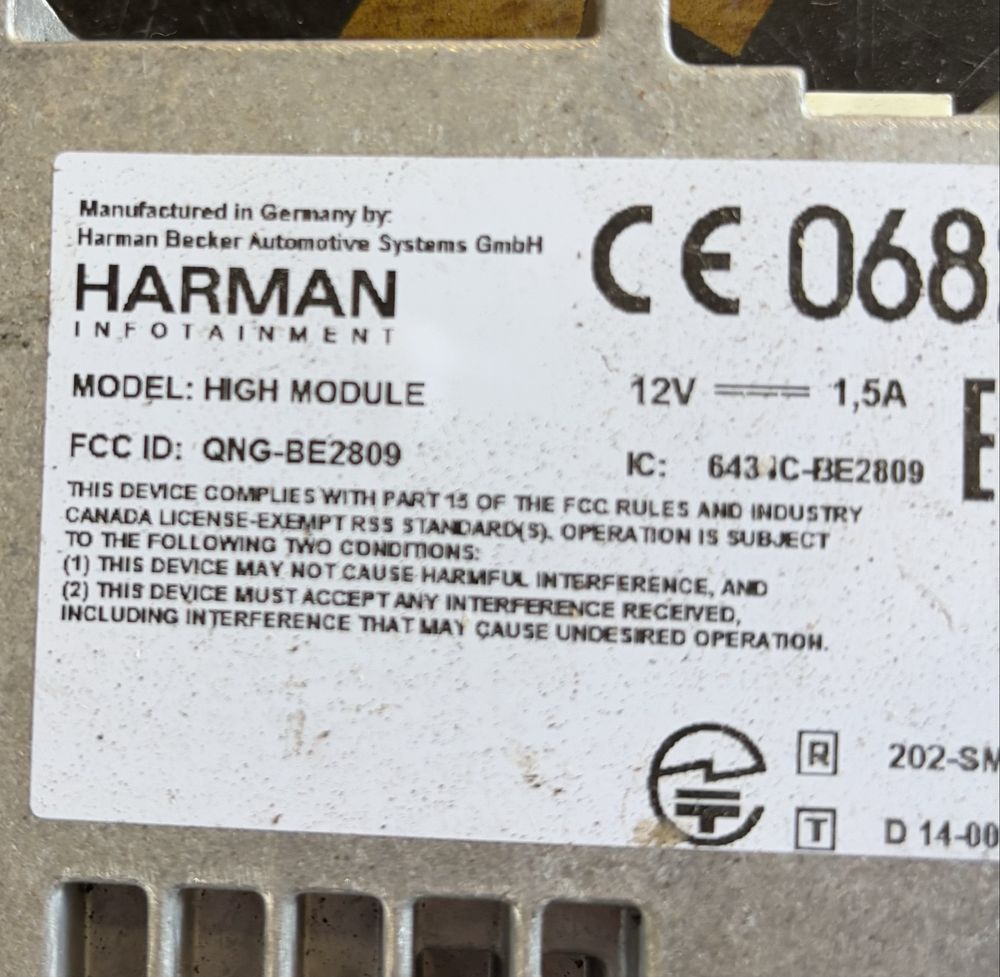 Manufactured in Germany by:
Harman Becker Automotive Systems GmbH
CE 068
HARMAN
INFOTAINMENT
MODEL: HIGH MODULE
12V 1,5A
E
FCC ID: QNG-BE2809
IC:
THIS DEVICE COMPLIES WITH PART 15 OF THE FCC RULES AND INDUSTRY
CANADA LICENSE-EXEMPT RSS STANDARD(S). OPERATION IS SUBJECT
TO THE FOLLOWING TWO CONDITIONS:
(1) THIS DEVICE MAY NOT CAUSE HARMFUL INTERFERENCE, AND
(2) THIS DEVICE MUST ACCEPT ANY INTERFERENCE RECEIVED,
INCLUDING INTERFERENCE THAT MAY CAUSE UNDESIRED OPERATION.
R 202-SM
T D 14-00